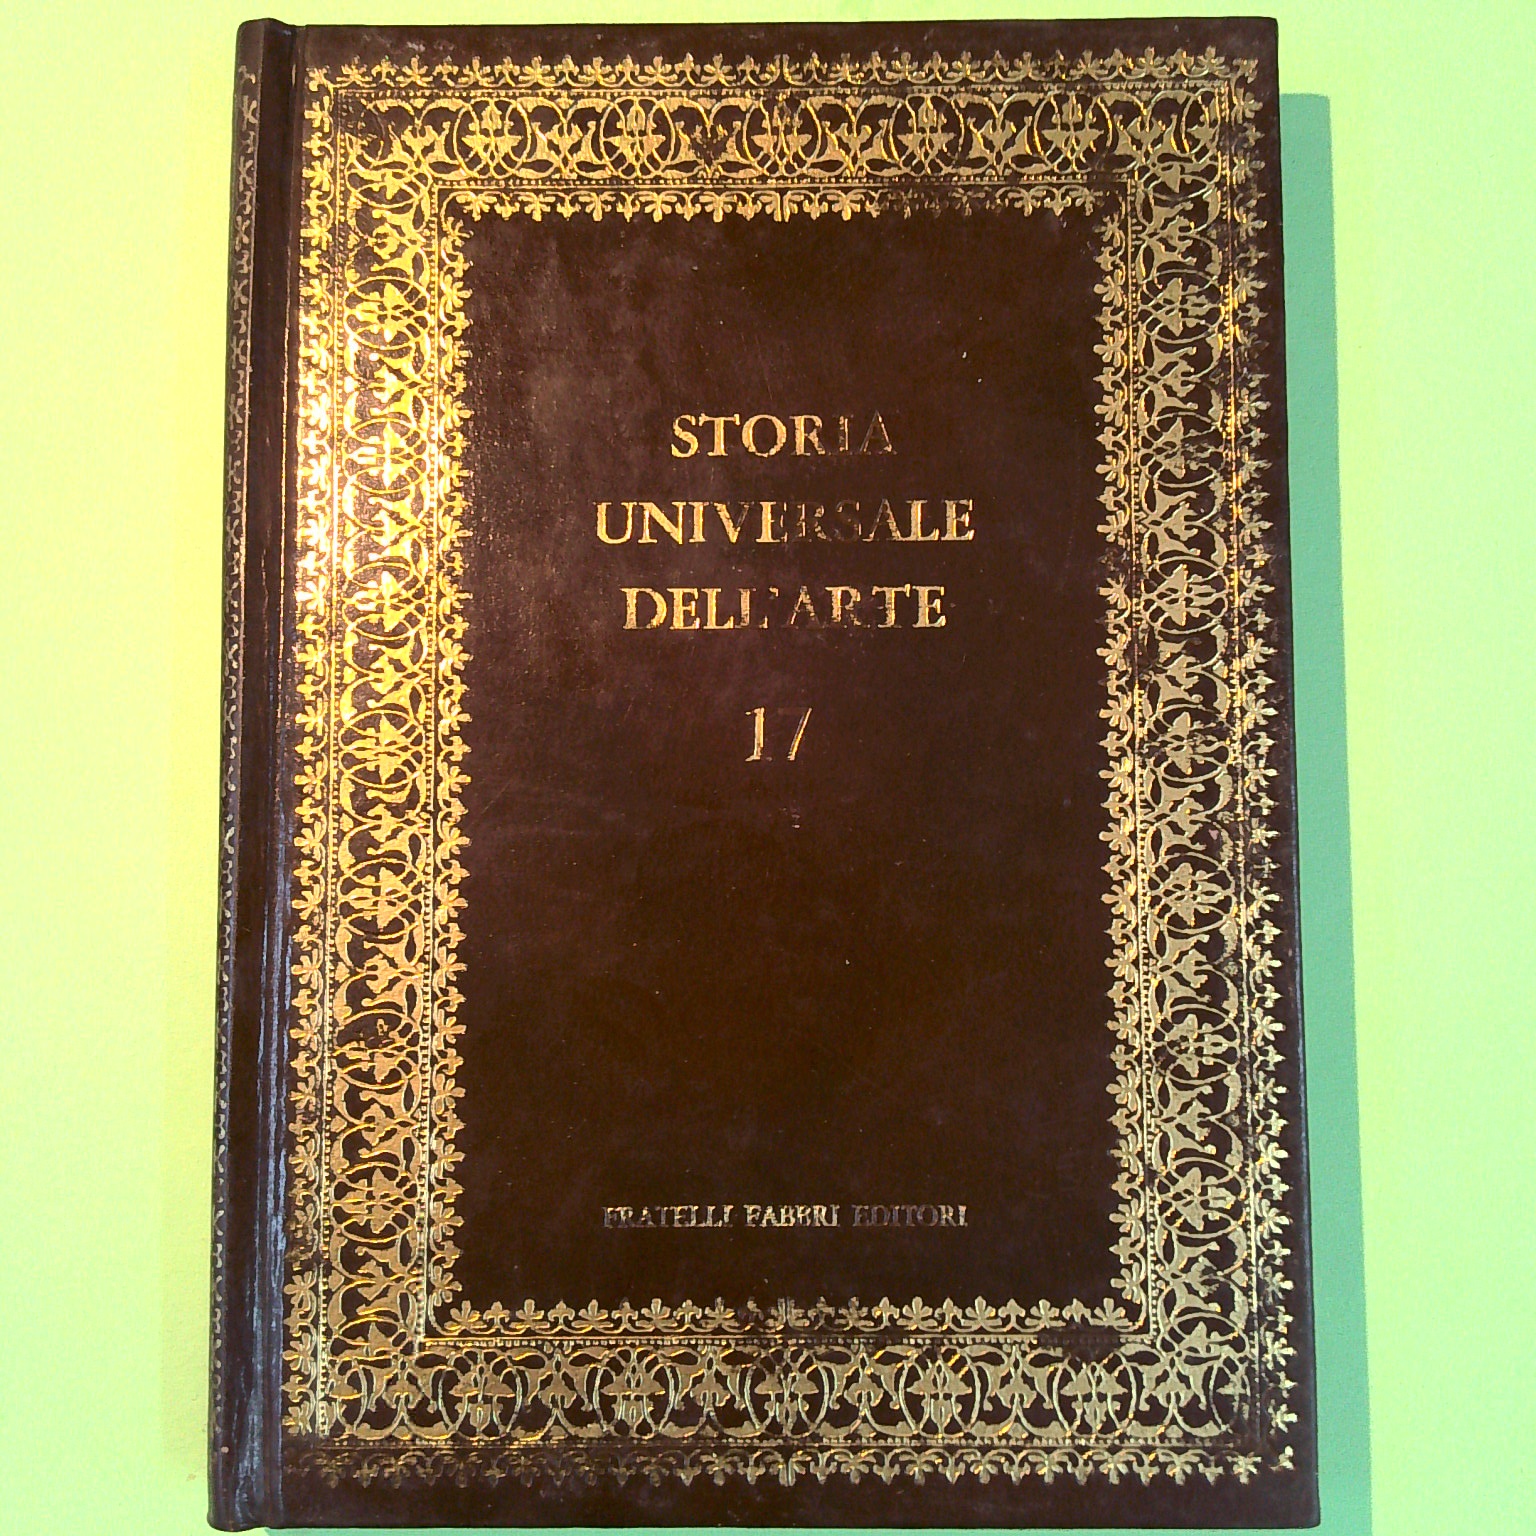 STORIA
UNIVERSALE
DELL'ARTE
17
FRATELLI FABBRI EDITORI